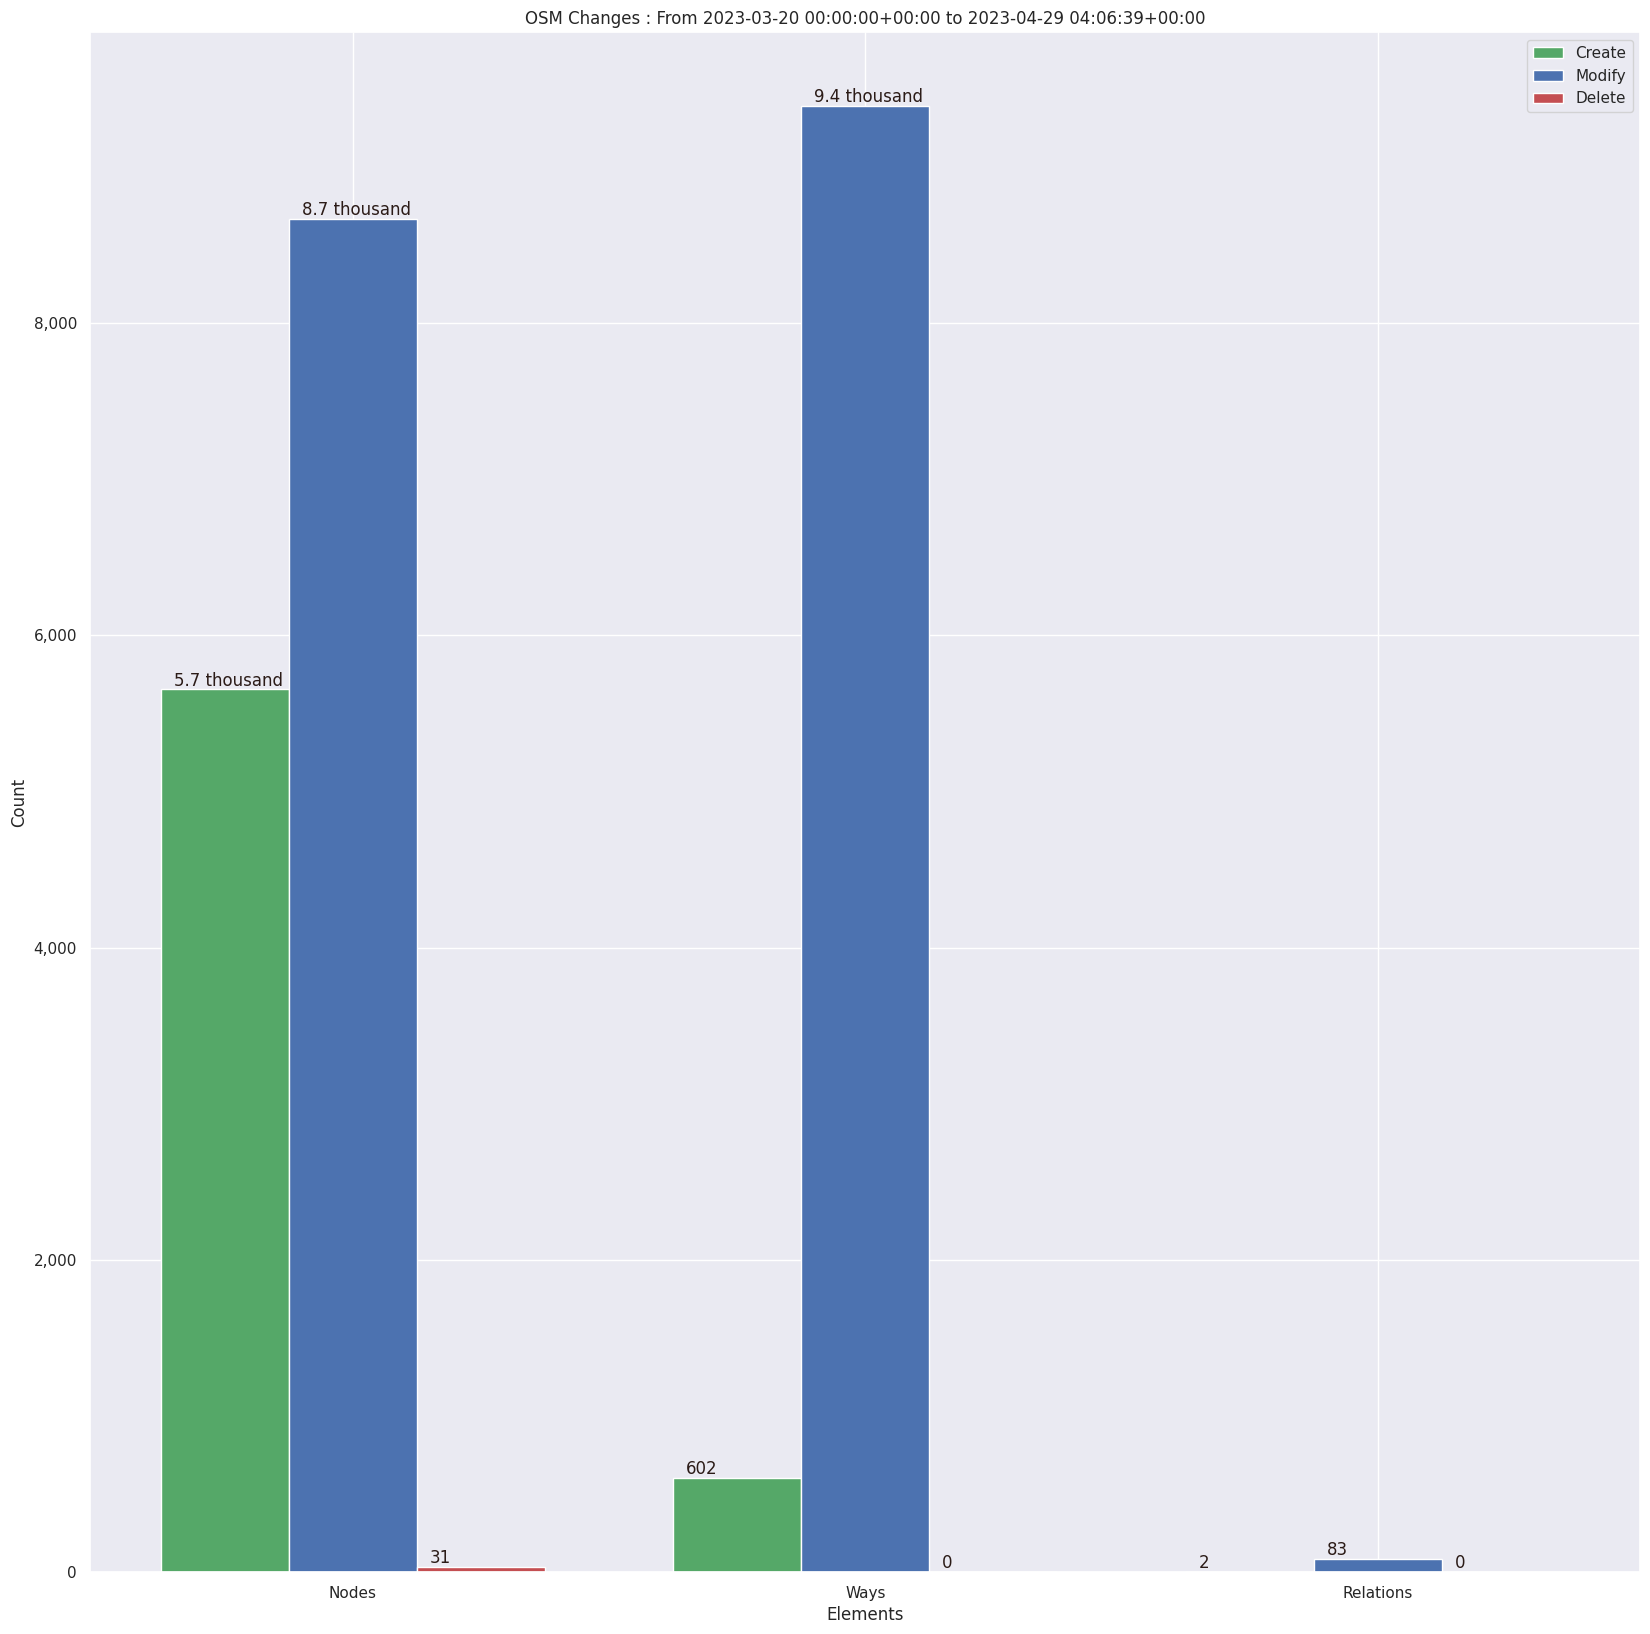 OSM Changes : From 2023-03-20 00:00:00+00:00 to 2023-04-29 04:06:39+00:00
Create
Modify
Delete
9.4 thousand
8.7 thousand
8,000
6,000
5.7 thousand
Count
4,000
2,000
602
31
0
2
83
0
0
Nodes
Ways
Relations
Elements